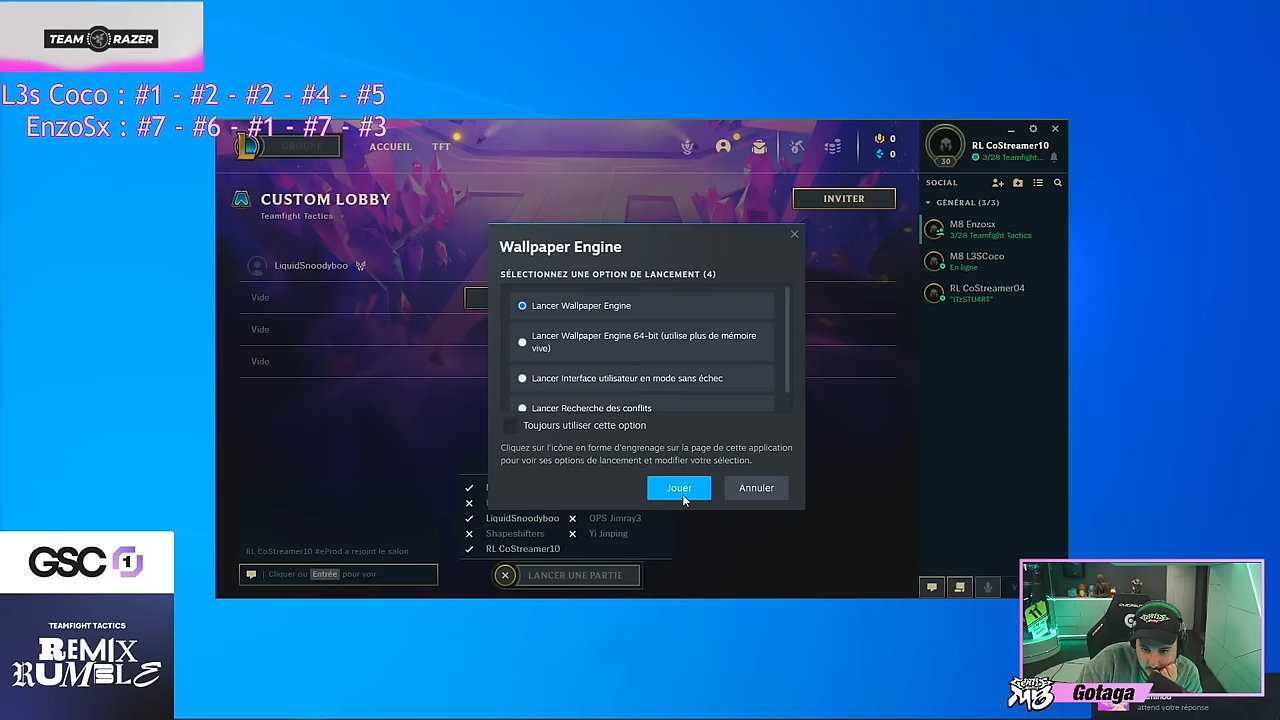 TEAM RAZER
L3s Coco : #1 - #2 - #2 - #4 - #5
EnzoSx : #7 - #6 - #1 - #7 - #3
GROUPE
ACCUEIL
TFT
0
0
30
RL CoStreamer10
3/28 Teamfight...
CUSTOM LOBBY
Teamfight Tactics
INVITER
SOCIAL
GÉNÉRAL (3/3)
M8 Enzosx
3/28 Teamfight Tactics
M8 L3SCoco
En ligne
RL CoStreamer04
"iTzSTU4RT"
LiquidSnoodyboo
Vide
Vide
Vide
Wallpaper Engine
SÉLECTIONNEZ UNE OPTION DE LANCEMENT (4)
Lancer Wallpaper Engine
Lancer Wallpaper Engine 64-bit (utilise plus de mémoire
vive)
Lancer Interface utilisateur en mode sans échec
Lancer Recherche des conflits
Toujours utiliser cette option
Cliquez sur l'icône en forme d'engrenage sur la page de cette application
pour voir ses options de lancement et modifier votre sélection.
Jouer
Annuler
LiquidSnoodyboo
OPS Jimray3
Shapeshifters
Yi Jinping
RL CoStreamer10
RL CoStreamer10 #eProd a rejoint le salon
Cliquer ou Entrée pour voir
LANCER UNE PARTIE
GSC 1
TEAMFIGHT TACTICS
REMIX
RUMBLE
GENTLE
M8
Gotaga
attend votre réponse